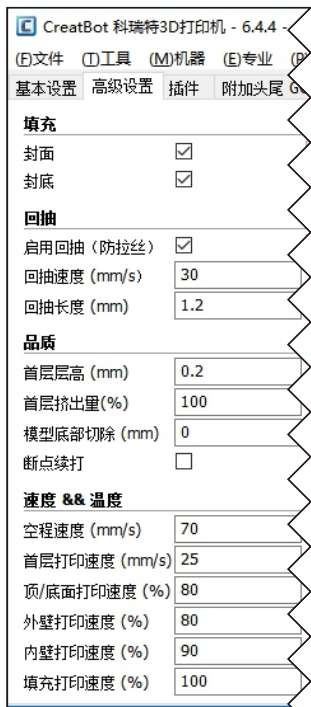 CreatBot 科瑞特3D打印机 - 6.4.4 -
(F)文件 (T)工具 (M)机器 (E)专业
基本设置 高级设置 插件 附加头尾 G
填充
封面
封底
回抽
启用回抽（防拉丝）
回抽速度 (mm/s) 30
回抽长度 (mm) 1.2
品质
首层层高 (mm) 0.2
首层挤出量(%) 100
模型底部切除 (mm) 0
断点续打
速度 && 温度
空程速度 (mm/s) 70
首层打印速度 (mm/s) 25
顶/底面打印速度 (%) 80
外壁打印速度 (%) 80
内壁打印速度 (%) 90
填充打印速度 (%) 100